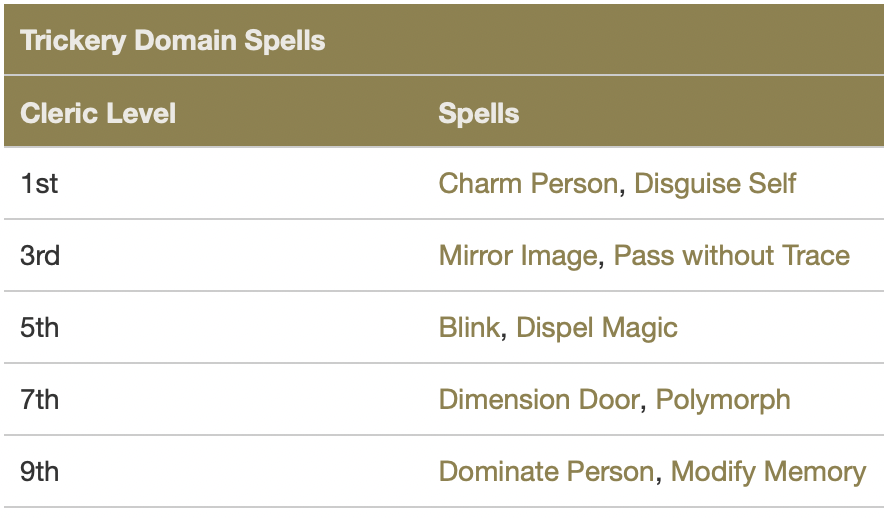 Trickery Domain Spells
Cleric Level Spells
1st Charm Person, Disguise Self
3rd Mirror Image, Pass without Trace
5th Blink, Dispel Magic
7th Dimension Door, Polymorph
9th Dominate Person, Modify Memory